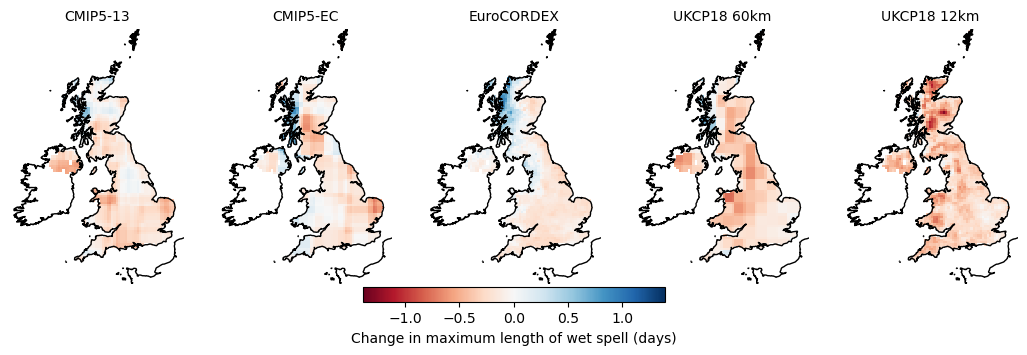 CMIP5-13 CMIP5-EC EuroCORDEX UKCP18 60km UKCP18 12km
−1.0 −0.5 0.0 0.5 1.0
Change in maximum length of wet spell (days)